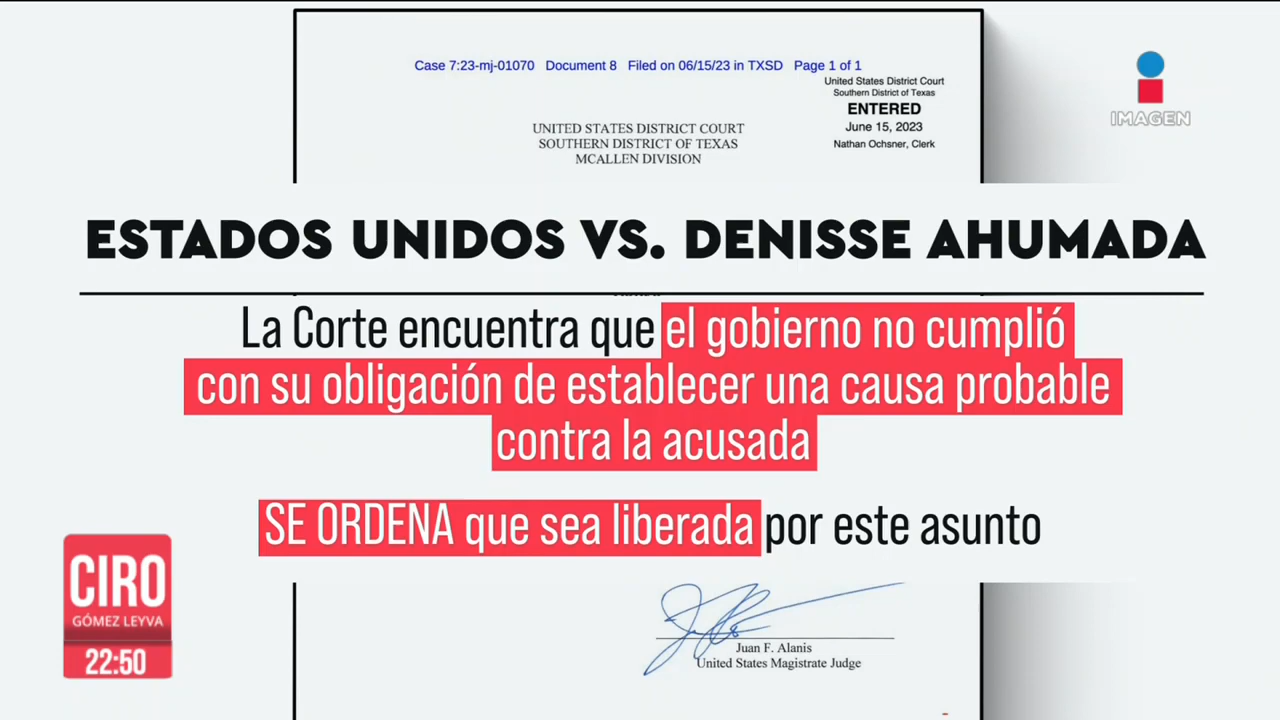 Case 7:23-mj-01070 Document 8 Filed on 06/15/23 in TXSD Page 1 of 1
United States District Court
Southern District of Texas
ENTERED
June 15, 2023
Nathan Ochsner, Clerk
IMAGEN
UNITED STATES DISTRICT COURT
SOUTHERN DISTRICT OF TEXAS
MCALLEN DIVISION
ESTADOS UNIDOS VS. DENISSE AHUMADA
La Corte encuentra que el gobierno no cumplió
con su obligación de establecer una causa probable
contra la acusada
SE ORDENA que sea liberada por este asunto
CIRO
GÓMEZ LEYVA
22:50
Juan F. Alanis
United States Magistrate Judge